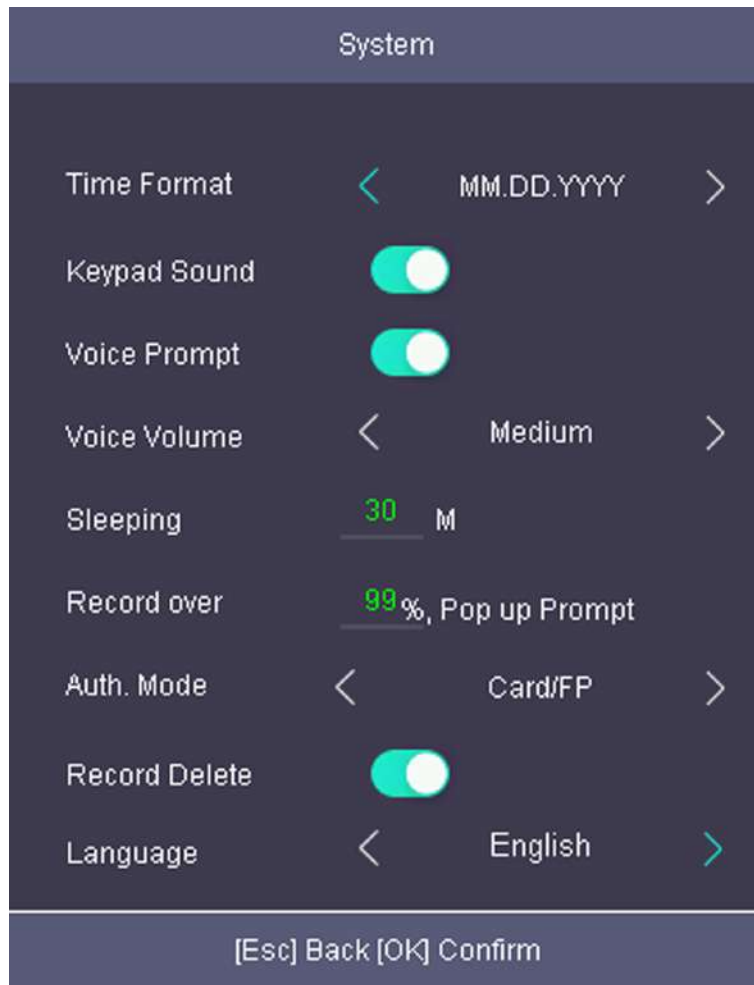 System
Time Format MM.DD.YYYY
Keypad Sound
Voice Prompt
Voice Volume Medium
Sleeping 30 M
Record over 99%, Pop up Prompt
Auth. Mode Card/FP
Record Delete
Language English
[Esc] Back [OK] Confirm